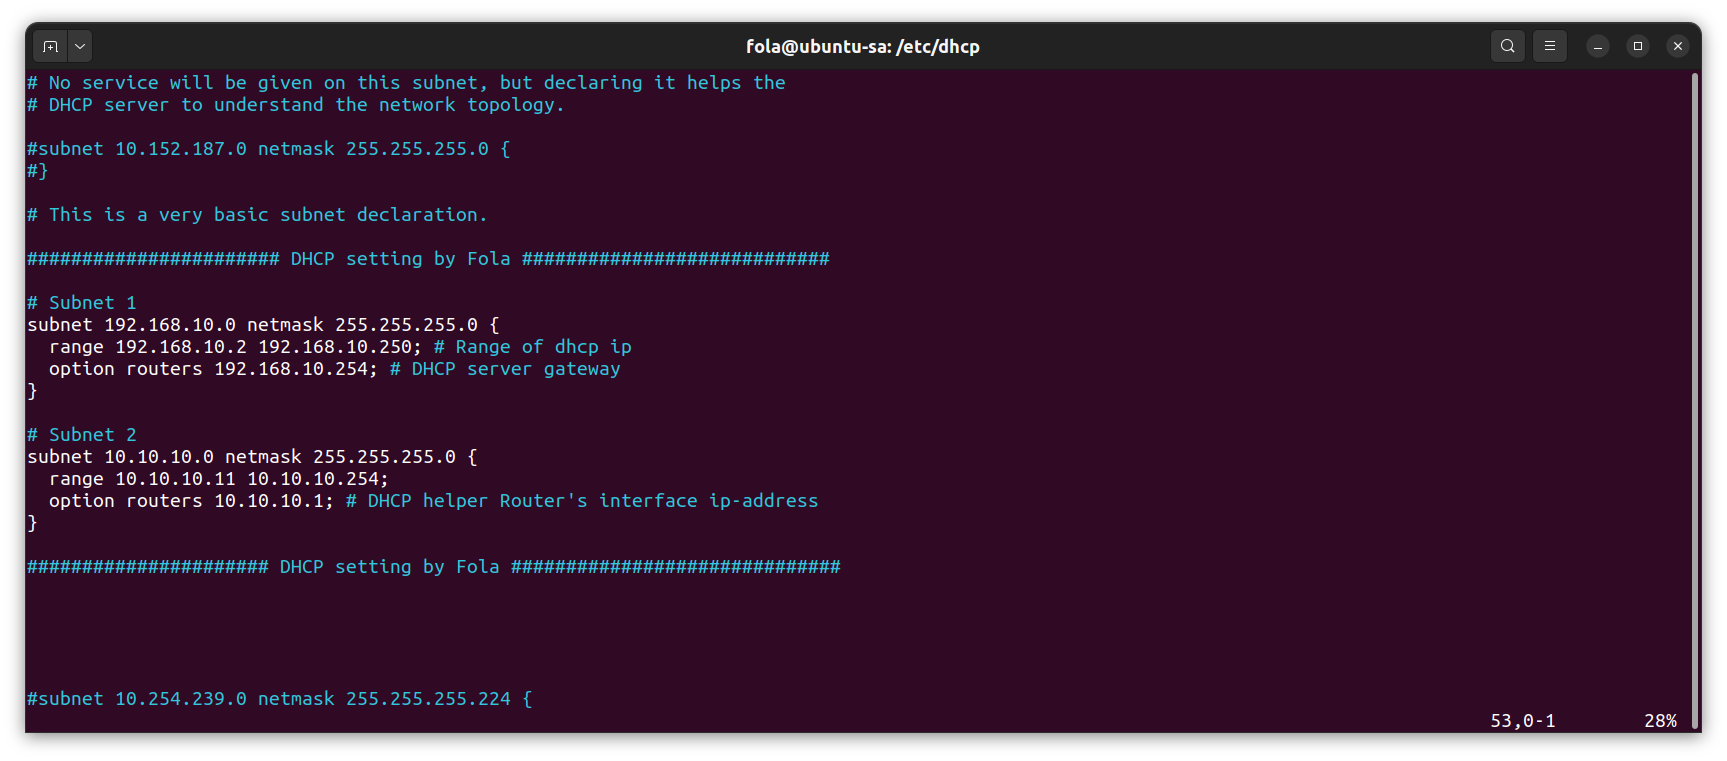 fola@ubuntu-sa: /etc/dhcp
# No service will be given on this subnet, but declaring it helps the
# DHCP server to understand the network topology.
#subnet 10.152.187.0 netmask 255.255.255.0 {
#}
# This is a very basic subnet declaration.
####################### DHCP setting by Fola ############################
# Subnet 1
subnet 192.168.10.0 netmask 255.255.255.0 {
  range 192.168.10.2 192.168.10.250; # Range of dhcp ip
  option routers 192.168.10.254; # DHCP server gateway
}
# Subnet 2
subnet 10.10.10.0 netmask 255.255.255.0 {
  range 10.10.10.11 10.10.10.254;
  option routers 10.10.10.1; # DHCP helper Router's interface ip-address
}
###################### DHCP setting by Fola ##############################
#subnet 10.254.239.0 netmask 255.255.255.224 {
53,0-1 28%